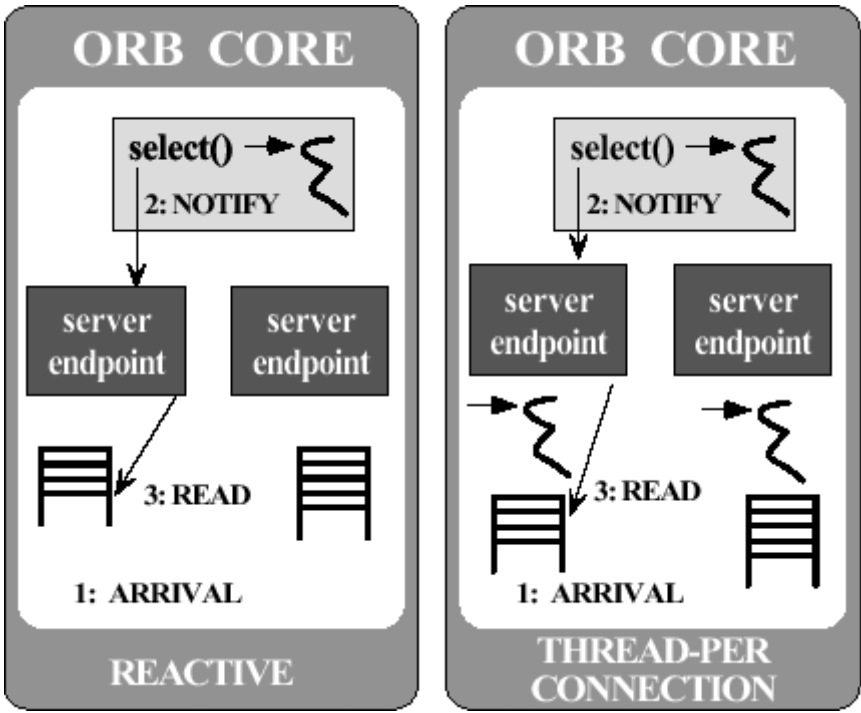 ORB CORE
select()
2: NOTIFY
server
endpoint
server
endpoint
3: READ
1: ARRIVAL
REACTIVE
ORB CORE
select()
2: NOTIFY
server
endpoint
server
endpoint
3: READ
1: ARRIVAL
THREAD-PER
CONNECTION